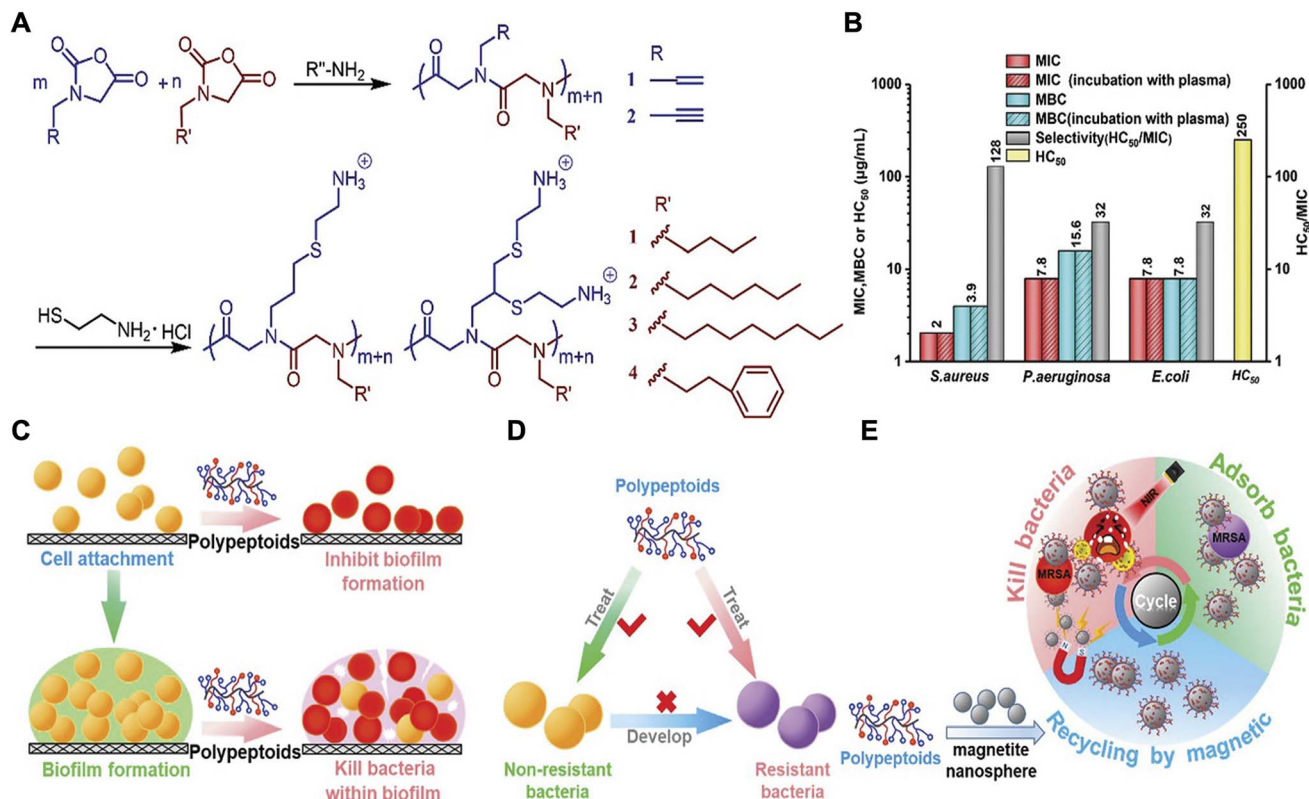 A
m
+n
R''-NH₂
O
O
O
N
R
O
O
O
N
R'
O
N
R
O
N
R'
m+n
R
1
2
HS
NH₂· HCl
NH₃⊕
S
O
N
O
N
m+n
R'
NH₃⊕
S
NH₃⊕
S
O
N
O
N
m+n
R'
R'
1
2
3
4
B
MIC
MIC (incubation with plasma)
MBC
MBC(incubation with plasma)
Selectivity(HC₅₀/MIC)
HC₅₀
MIC,MBC or HC₅₀ (μg/mL)
1000
100
10
1
2
3.9
128
7.8
15.6
32
7.8
7.8
32
250
1000
100
10
1
HC₅₀/MIC
S.aureus
P.aeruginosa
E.coli
HC₅₀
C
Cell attachment
Polypeptoids
Inhibit biofilm
formation
Biofilm formation
Polypeptoids
Kill bacteria
within biofilm
D
Polypeptoids
Treat
Treat
Develop
Non-resistant
bacteria
Resistant
bacteria
Polypeptoids
magnetite
nanosphere
E
Kill bacteria
NIR
MRSA
N
S
Adsorb bacteria
MRSA
Cycle
Recycling by magnetic